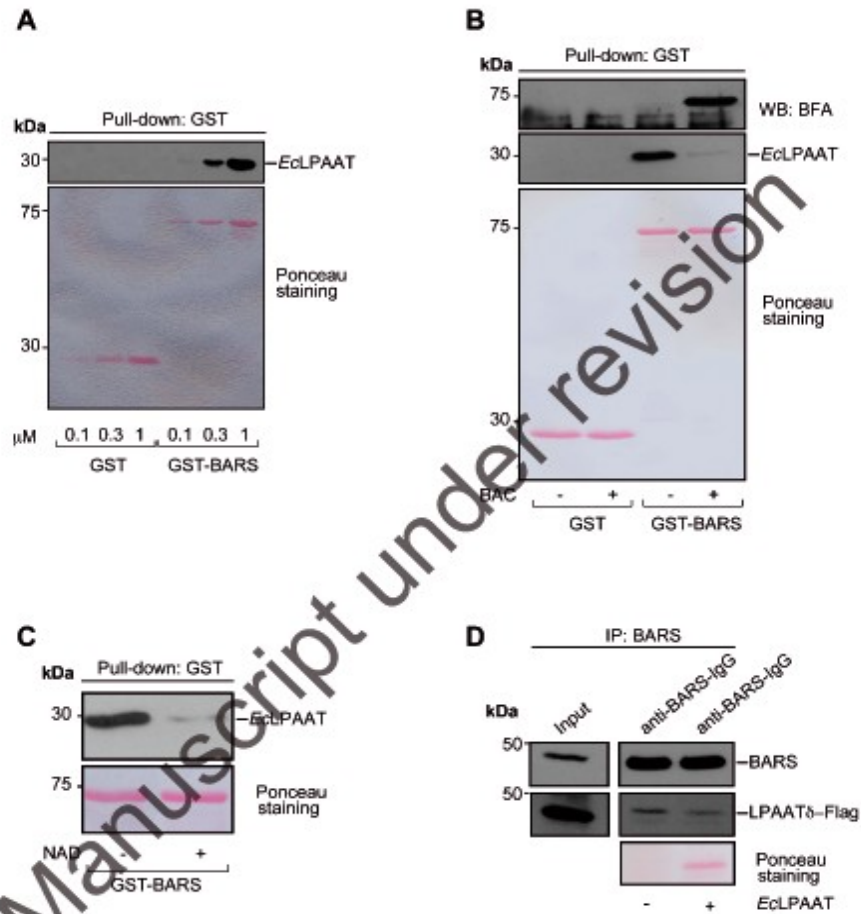 A
Pull-down: GST
kDa
30
EcLPAAT
75
Ponceau
staining
30
μM 0.1 0.3 1 0.1 0.3 1
GST GST-BARS
B
Pull-down: GST
kDa
75
WB: BFA
30
EcLPAAT
75
Ponceau
staining
30
BAC - + - +
GST GST-BARS
C
Pull-down: GST
kDa
30
EcLPAAT
75
Ponceau
staining
NAD - +
GST-BARS
D
IP: BARS
kDa
Input anti-BARS-IgG anti-BARS-IgG
50
BARS
50
LPAATδ–Flag
Ponceau
staining
- + EcLPAAT
Manuscript under revision